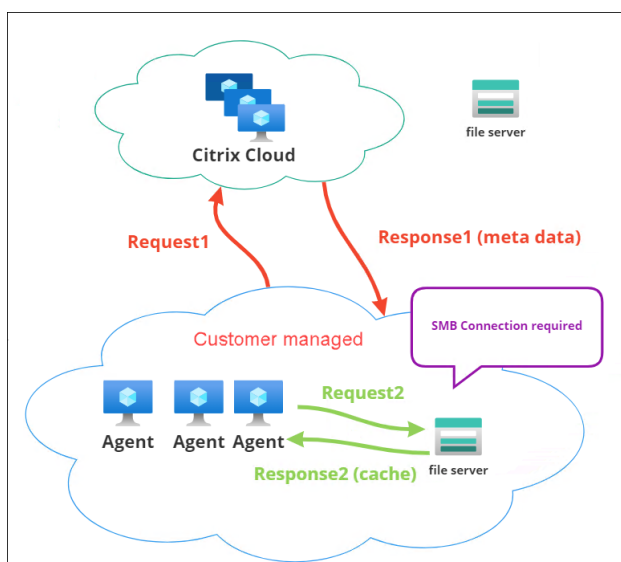 Citrix Cloud
file server
Request1
Response1 (meta data)
SMB Connection required
Customer managed
Request2
Agent Agent Agent
Response2 (cache)
file server